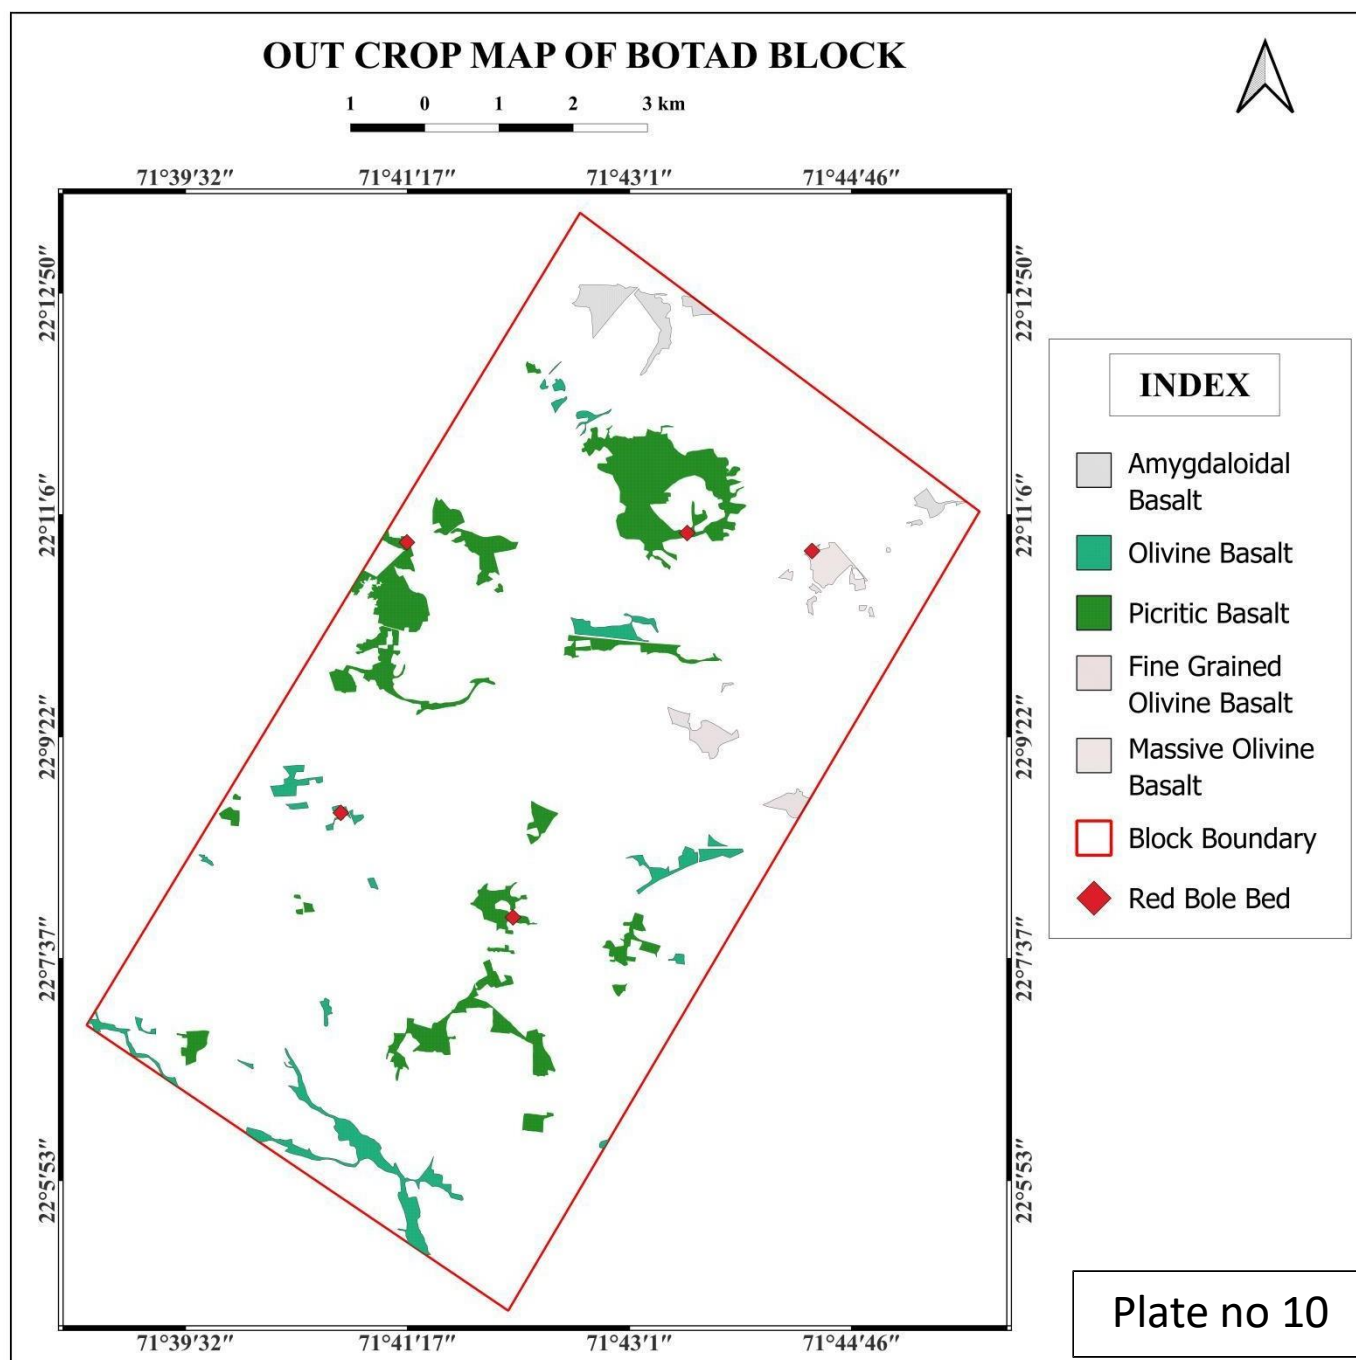 OUT CROP MAP OF BOTAD BLOCK
1 0 1 2 3 km
71°39'32" 71°41'17" 71°43'1" 71°44'46"
22°12'50" 22°12'50"
22°11'6" 22°11'6"
22°9'22" 22°9'22"
22°7'37" 22°7'37"
22°5'53" 22°5'53"
71°39'32" 71°41'17" 71°43'1" 71°44'46"
INDEX
Amygdaloidal
Basalt
Olivine Basalt
Picritic Basalt
Fine Grained
Olivine Basalt
Massive Olivine
Basalt
Block Boundary
Red Bole Bed
Plate no 10